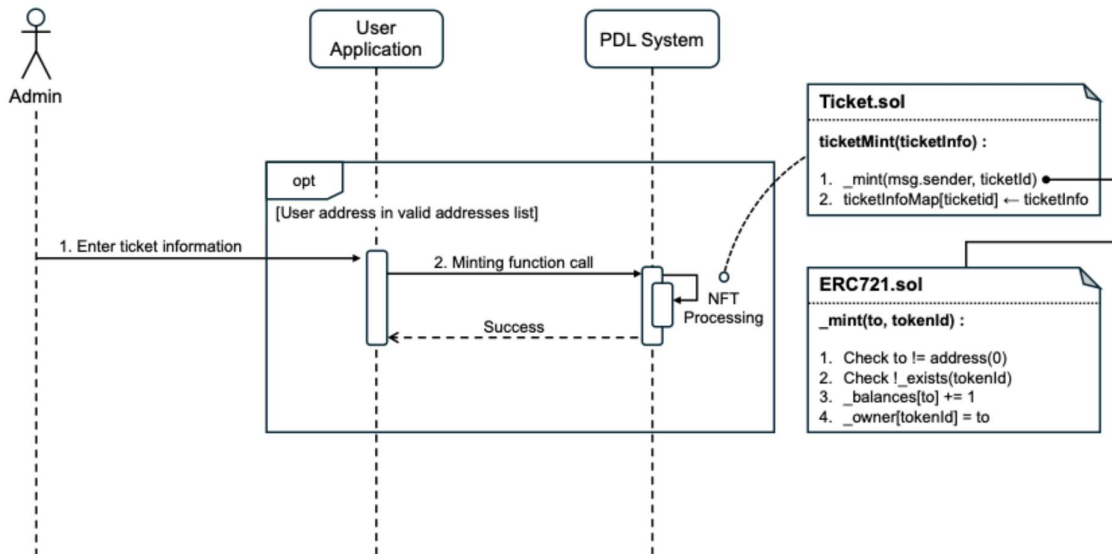 User
Application
PDL System
Admin
Ticket.sol
ticketMint(ticketInfo) :
1. _mint(msg.sender, ticketId)
2. ticketInfoMap[ticketid] ← ticketInfo
opt
[User address in valid addresses list]
1. Enter ticket information
2. Minting function call
NFT
Processing
Success
ERC721.sol
_mint(to, tokenId) :
1. Check to != address(0)
2. Check !_exists(tokenId)
3. _balances[to] += 1
4. _owner[tokenId] = to